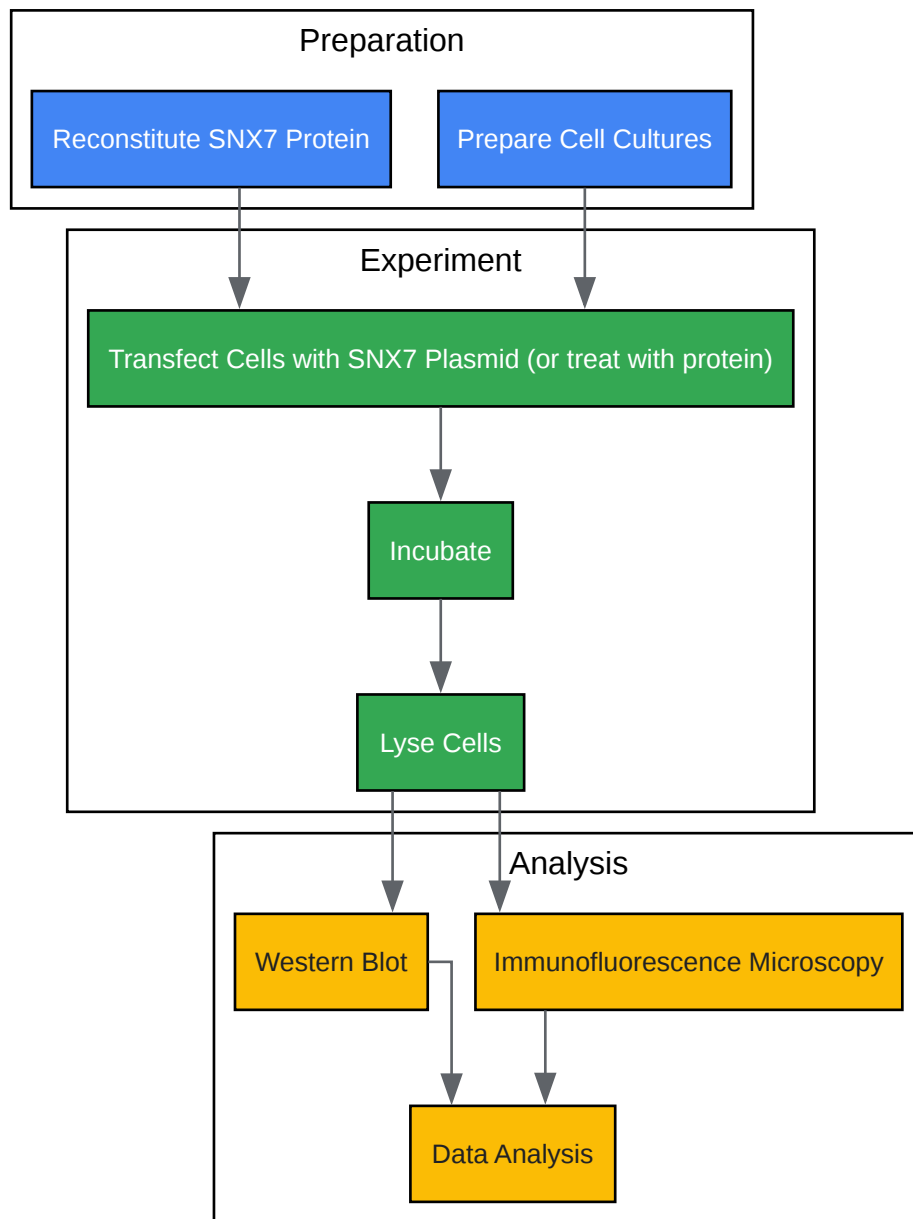 Preparation
Reconstitute SNX7 Protein
Prepare Cell Cultures
Experiment
Transfect Cells with SNX7 Plasmid (or treat with protein)
Incubate
Lyse Cells
Analysis
Western Blot
Immunofluorescence Microscopy
Data Analysis